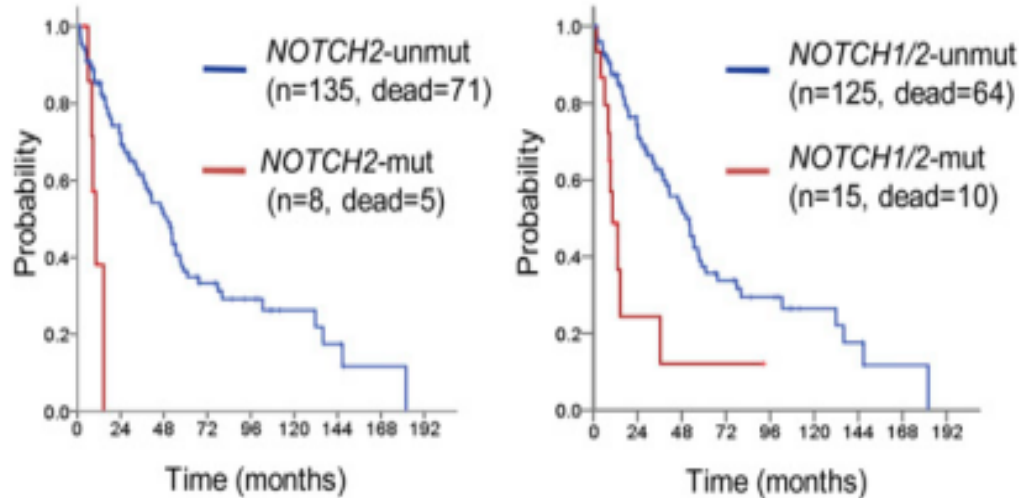 NOTCH2-unmut
(n=135, dead=71)
NOTCH2-mut
(n=8, dead=5)
Probability
1.0
0.8
0.6
0.4
0.2
0.0
0 24 48 72 96 120 144 168 192
Time (months)
NOTCH1/2-unmut
(n=125, dead=64)
NOTCH1/2-mut
(n=15, dead=10)
Probability
1.0
0.8
0.6
0.4
0.2
0.0
0 24 48 72 96 120 144 168 192
Time (months)